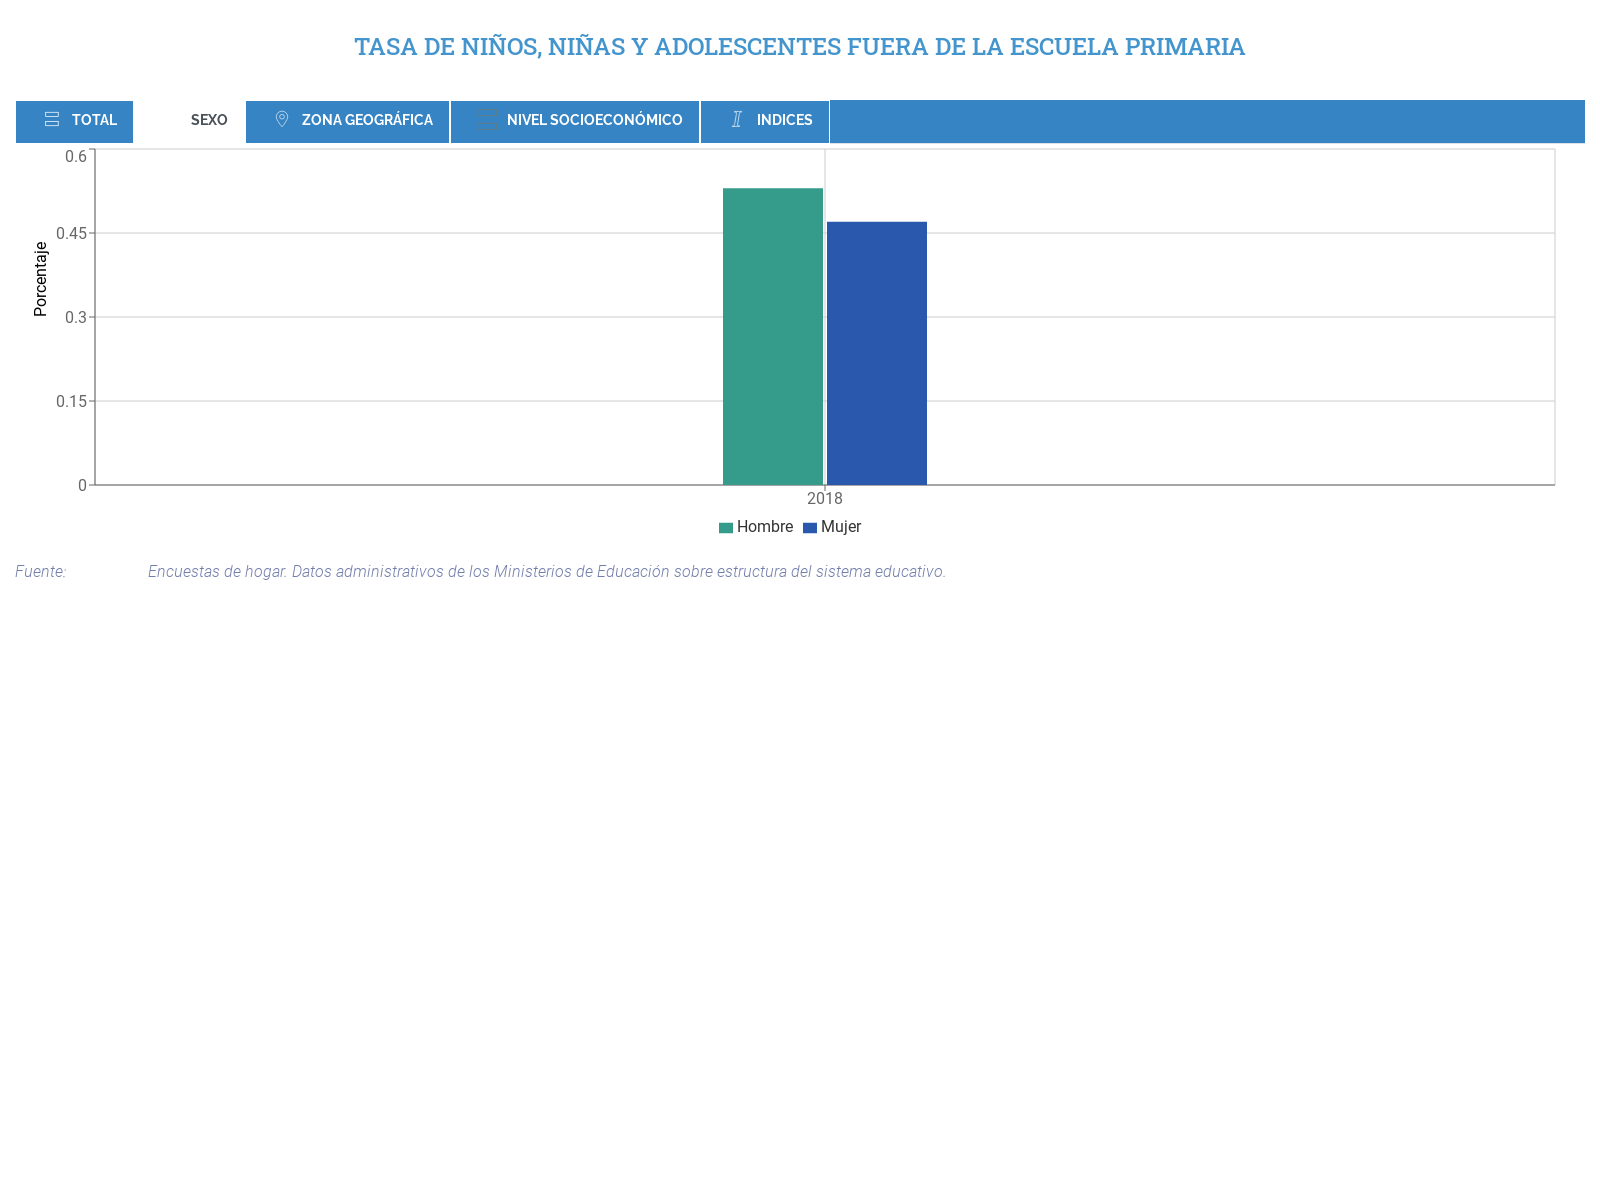 TASA DE NIÑOS, NIÑAS Y ADOLESCENTES FUERA DE LA ESCUELA PRIMARIA
TOTAL SEXO ZONA GEOGRÁFICA NIVEL SOCIOECONÓMICO INDICES
0.6
0.45
0.3
0.15
0
Porcentaje
2018
Hombre Mujer
Fuente: Encuestas de hogar. Datos administrativos de los Ministerios de Educación sobre estructura del sistema educativo.